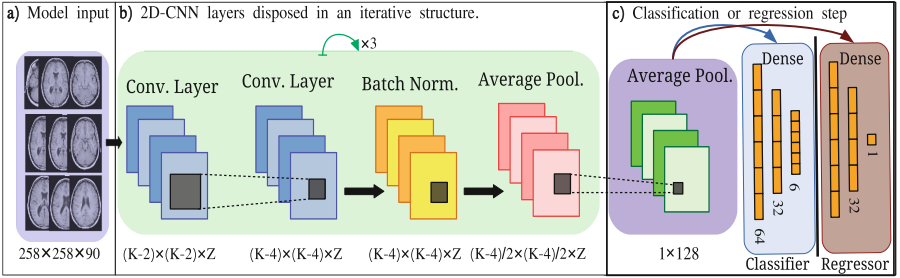 a) Model input
b) 2D-CNN layers disposed in an iterative structure.
c) Classification or regression step
×3
Conv. Layer
Conv. Layer
Batch Norm.
Average Pool.
Average Pool.
Dense
Dense
64
32
6
32
1
258×258×90
(K-2)×(K-2)×Z
(K-4)×(K-4)×Z
(K-4)×(K-4)×Z
(K-4)/2×(K-4)/2×Z
1×128
Classifier
Regressor